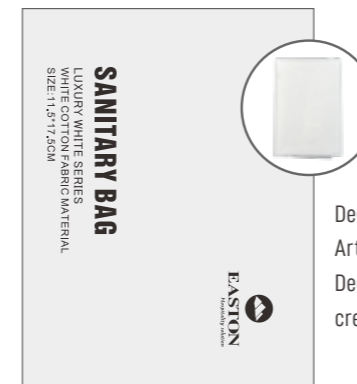 SANITARY BAG
LUXURY WHITE SERIES
WHITE COTTON FABRIC MATERIAL
SIZE:11.5*17.5CM
EASTON